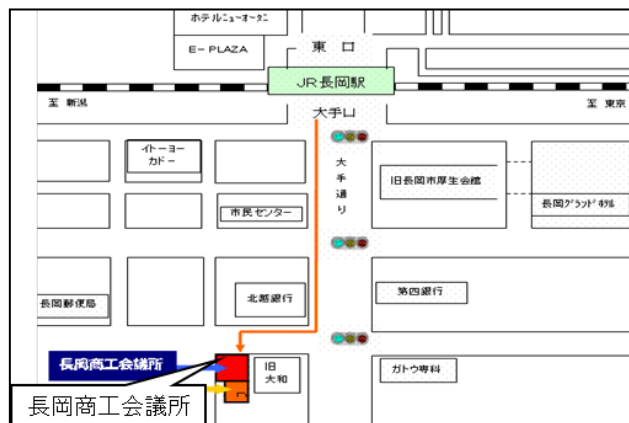 ホテルニューオータニ
E- PLAZA
東 口
JR長岡駅
至 新潟
大手口
至 東京
イトーヨー
カドー
大手通り
旧長岡市厚生会館
市民センター
長岡グランドホテル
長岡郵便局
北越銀行
第四銀行
長岡商工会議所
旧
大和
ガトウ専科
長岡商工会議所